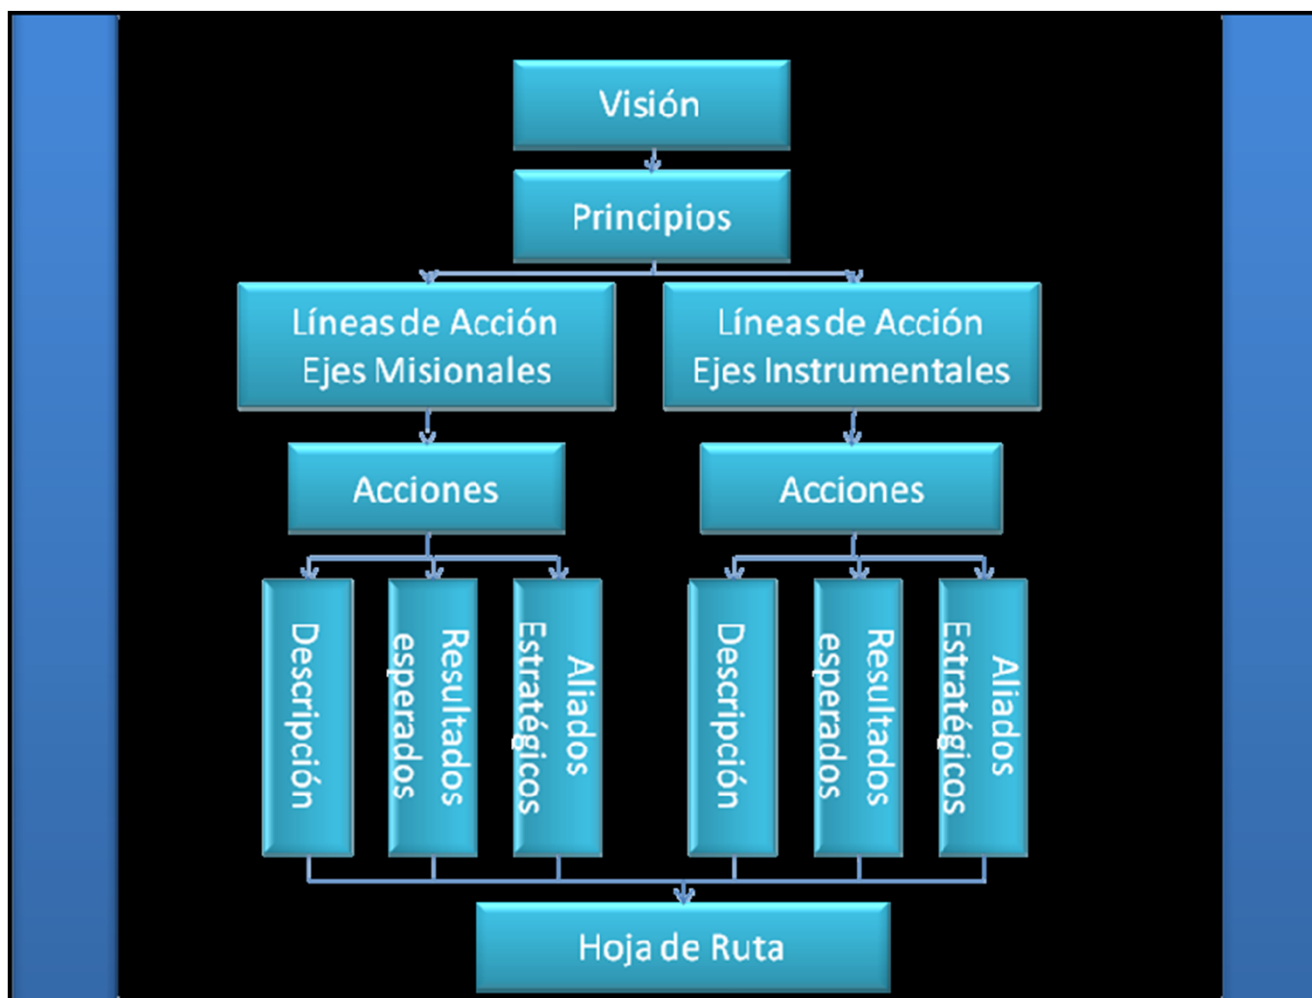 Visión
Principios
Líneas de Acción
Ejes Misionales
Líneas de Acción
Ejes Instrumentales
Acciones
Acciones
Descripción
Resultados
esperados
Aliados
Estratégicos
Descripción
Resultados
esperados
Aliados
Estratégicos
Hoja de Ruta